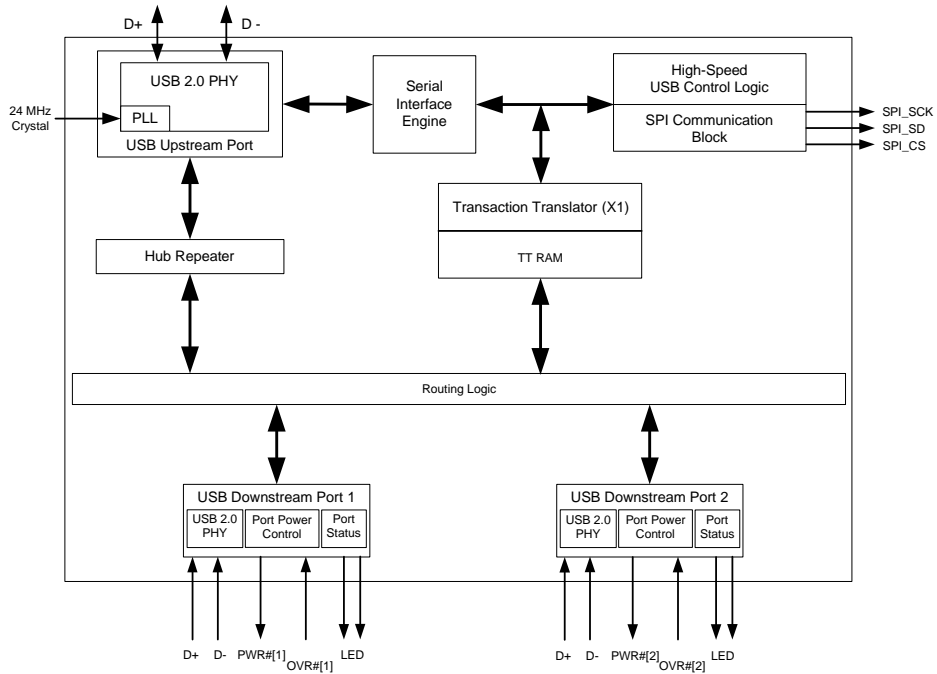 D+ D -
USB 2.0 PHY
PLL
USB Upstream Port
24 MHz
Crystal
Serial
Interface
Engine
High-Speed
USB Control Logic
SPI Communication
Block
SPI_SCK
SPI_SD
SPI_CS
Transaction Translator (X1)
TT RAM
Hub Repeater
Routing Logic
USB Downstream Port 1
USB 2.0
PHY
Port Power
Control
Port
Status
USB Downstream Port 2
USB 2.0
PHY
Port Power
Control
Port
Status
D+ D- PWR#[1] OVR#[1] LED
D+ D- PWR#[2] OVR#[2] LED